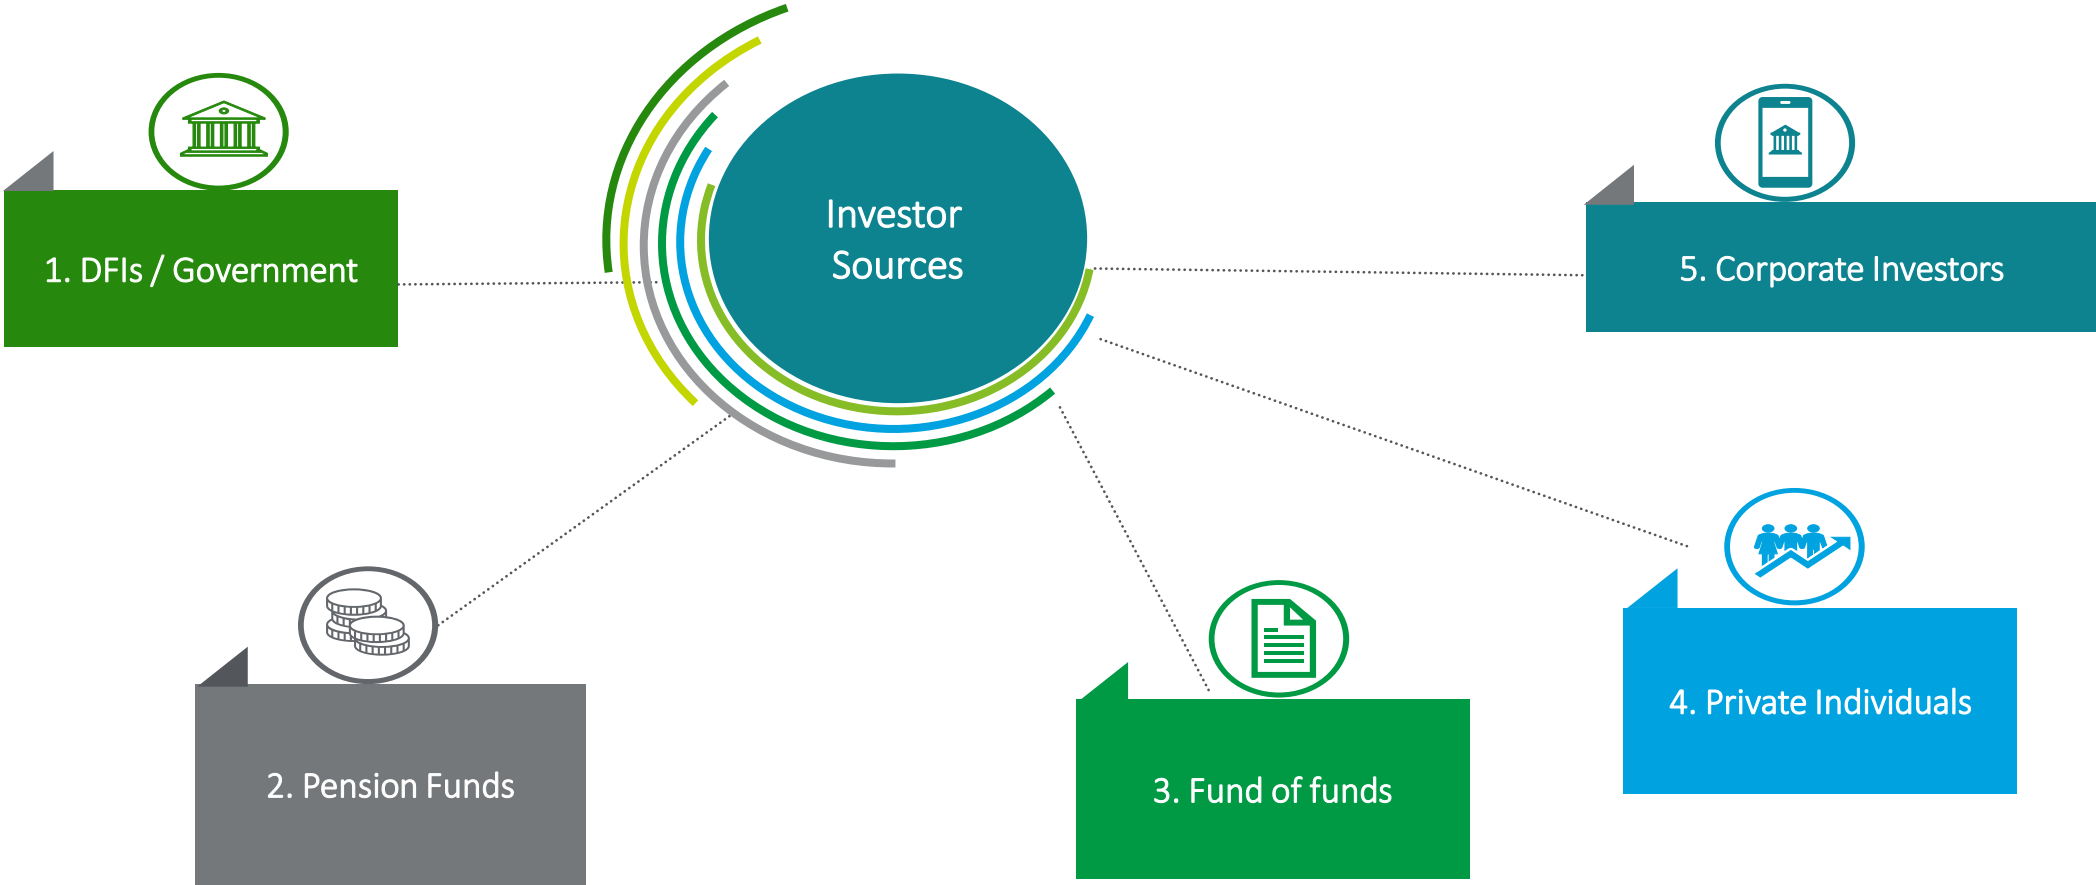 Investor
Sources
1. DFIs / Government
2. Pension Funds
3. Fund of funds
4. Private Individuals
5. Corporate Investors